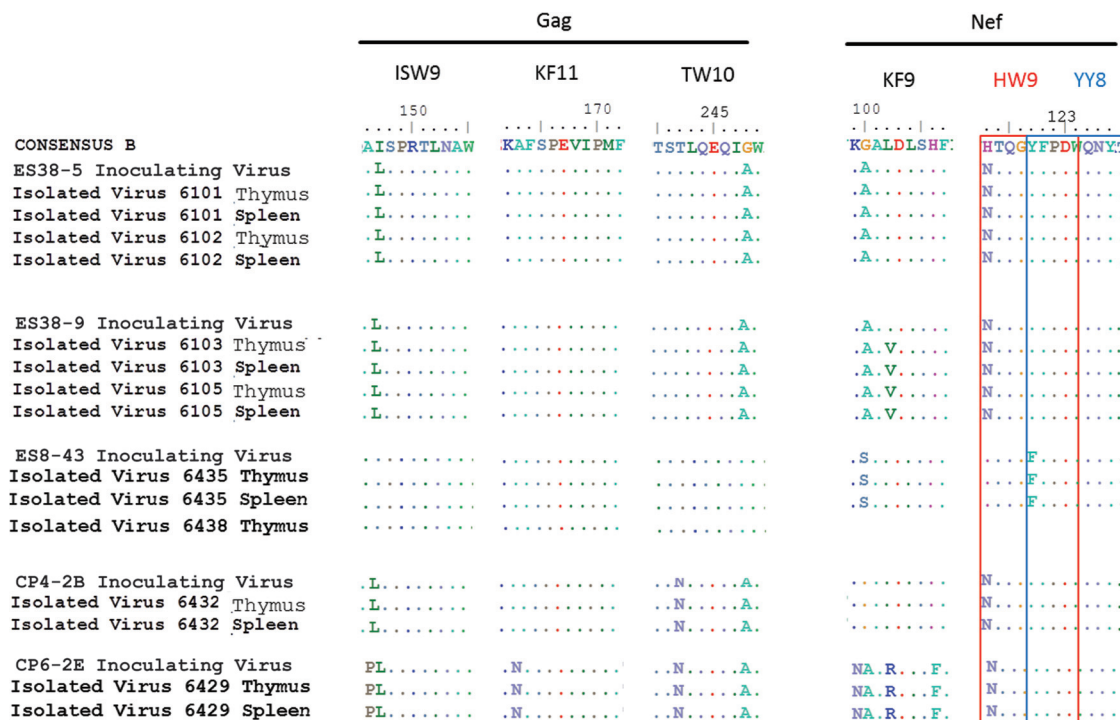 Gag Nef
ISW9 KF11 TW10 KF9 HW9 YY8
150 170 245 100 123
CONSENSUS B AISPRTLNAW KAFSPEVIPMF TSTLQEQIGW KGALDLSHF HTQGYFPDWQNYT
ES38-5 Inoculating Virus .L........ ........... ........A. .A....... N............
Isolated Virus 6101 Thymus .L........ ........... ........A. .A....... N............
Isolated Virus 6101 Spleen .L........ ........... ........A. .A....... N............
Isolated Virus 6102 Thymus .L........ ........... ........A. .A....... N............
Isolated Virus 6102 Spleen .L........ ........... ........A. .A....... N............
ES38-9 Inoculating Virus .L........ ........... ........A. .A....... N............
Isolated Virus 6103 Thymus .L........ ........... ........A. .A.V..... N............
Isolated Virus 6103 Spleen .L........ ........... ........A. .A.V..... N............
Isolated Virus 6105 Thymus .L........ ........... ........A. .A.V..... N............
Isolated Virus 6105 Spleen .L........ ........... ........A. .A.V..... N............
ES8-43 Inoculating Virus .......... ........... .......... .S....... ....F........
Isolated Virus 6435 Thymus .......... ........... .......... .S....... ....F........
Isolated Virus 6435 Spleen .......... ........... .......... .S....... ....F........
Isolated Virus 6438 Thymus .......... ........... ..........
CP4-2B Inoculating Virus .L........ ........... ..N.....A. ......... N............
Isolated Virus 6432 Thymus .L........ ........... ..N.....A. ......... N............
Isolated Virus 6432 Spleen .L........ ........... ..N.....A. ......... N............
CP6-2E Inoculating Virus PL........ .N......... ..N.....A. NA.R...F. N............
Isolated Virus 6429 Thymus PL........ .N......... ..N.....A. NA.R...F. N............
Isolated Virus 6429 Spleen PL........ .N......... ..N.....A. NA.R...F. N............